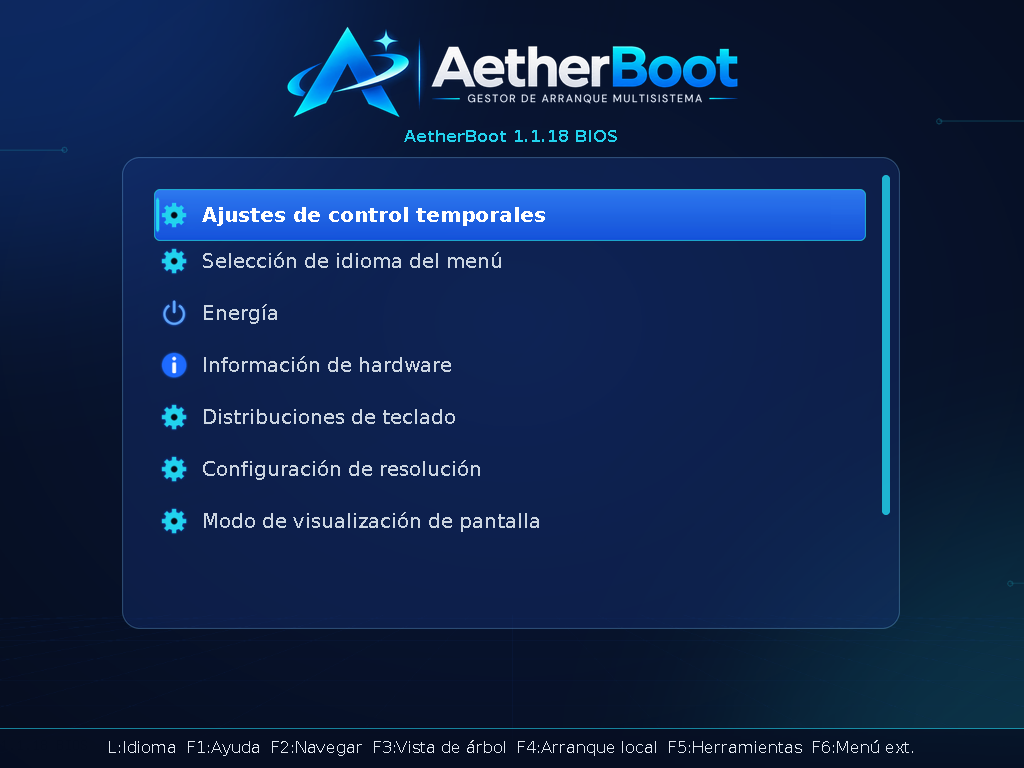 AetherBoot
GESTOR DE ARRANQUE MULTISISTEMA
AetherBoot 1.1.18 BIOS
Ajustes de control temporales
Selección de idioma del menú
Energía
Información de hardware
Distribuciones de teclado
Configuración de resolución
Modo de visualización de pantalla
L:Idioma F1:Ayuda F2:Navegar F3:Vista de árbol F4:Arranque local F5:Herramientas F6:Menú ext.